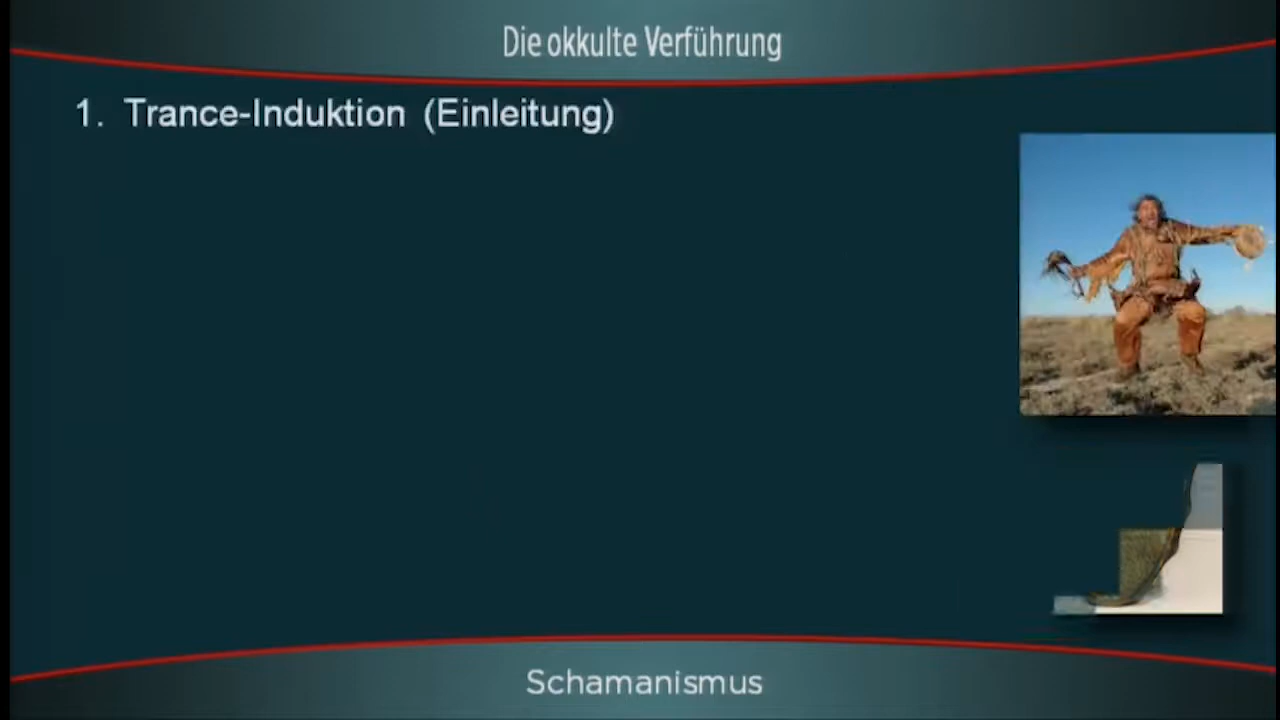 Die okkulte Verführung
1. Trance-Induktion (Einleitung)
Schamanismus